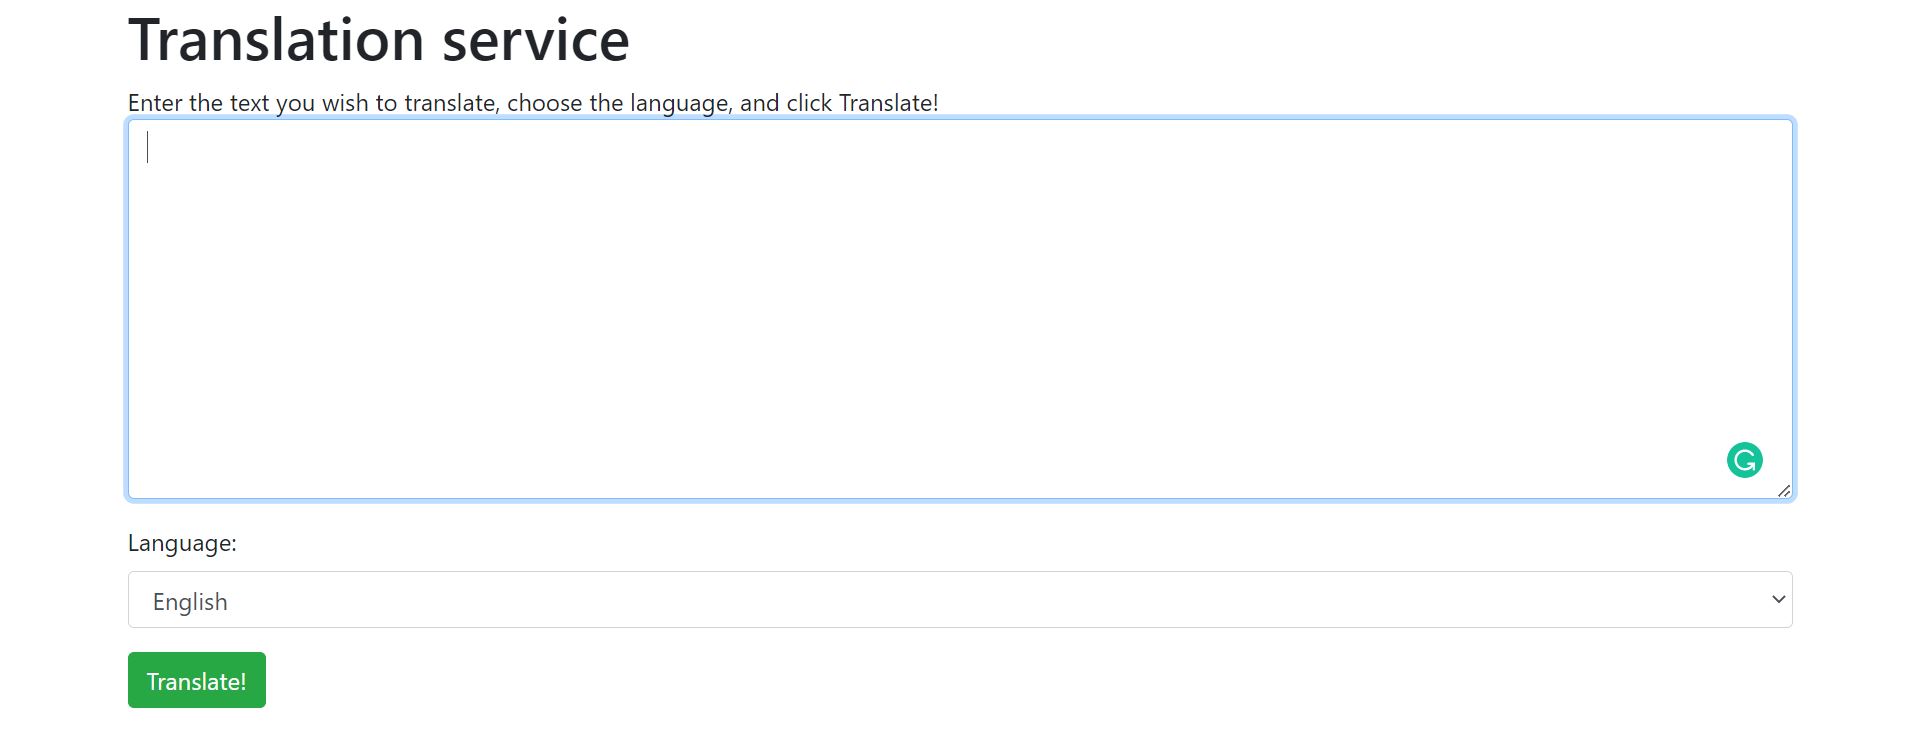 Translation service
Enter the text you wish to translate, choose the language, and click Translate!
Language:
English
Translate!